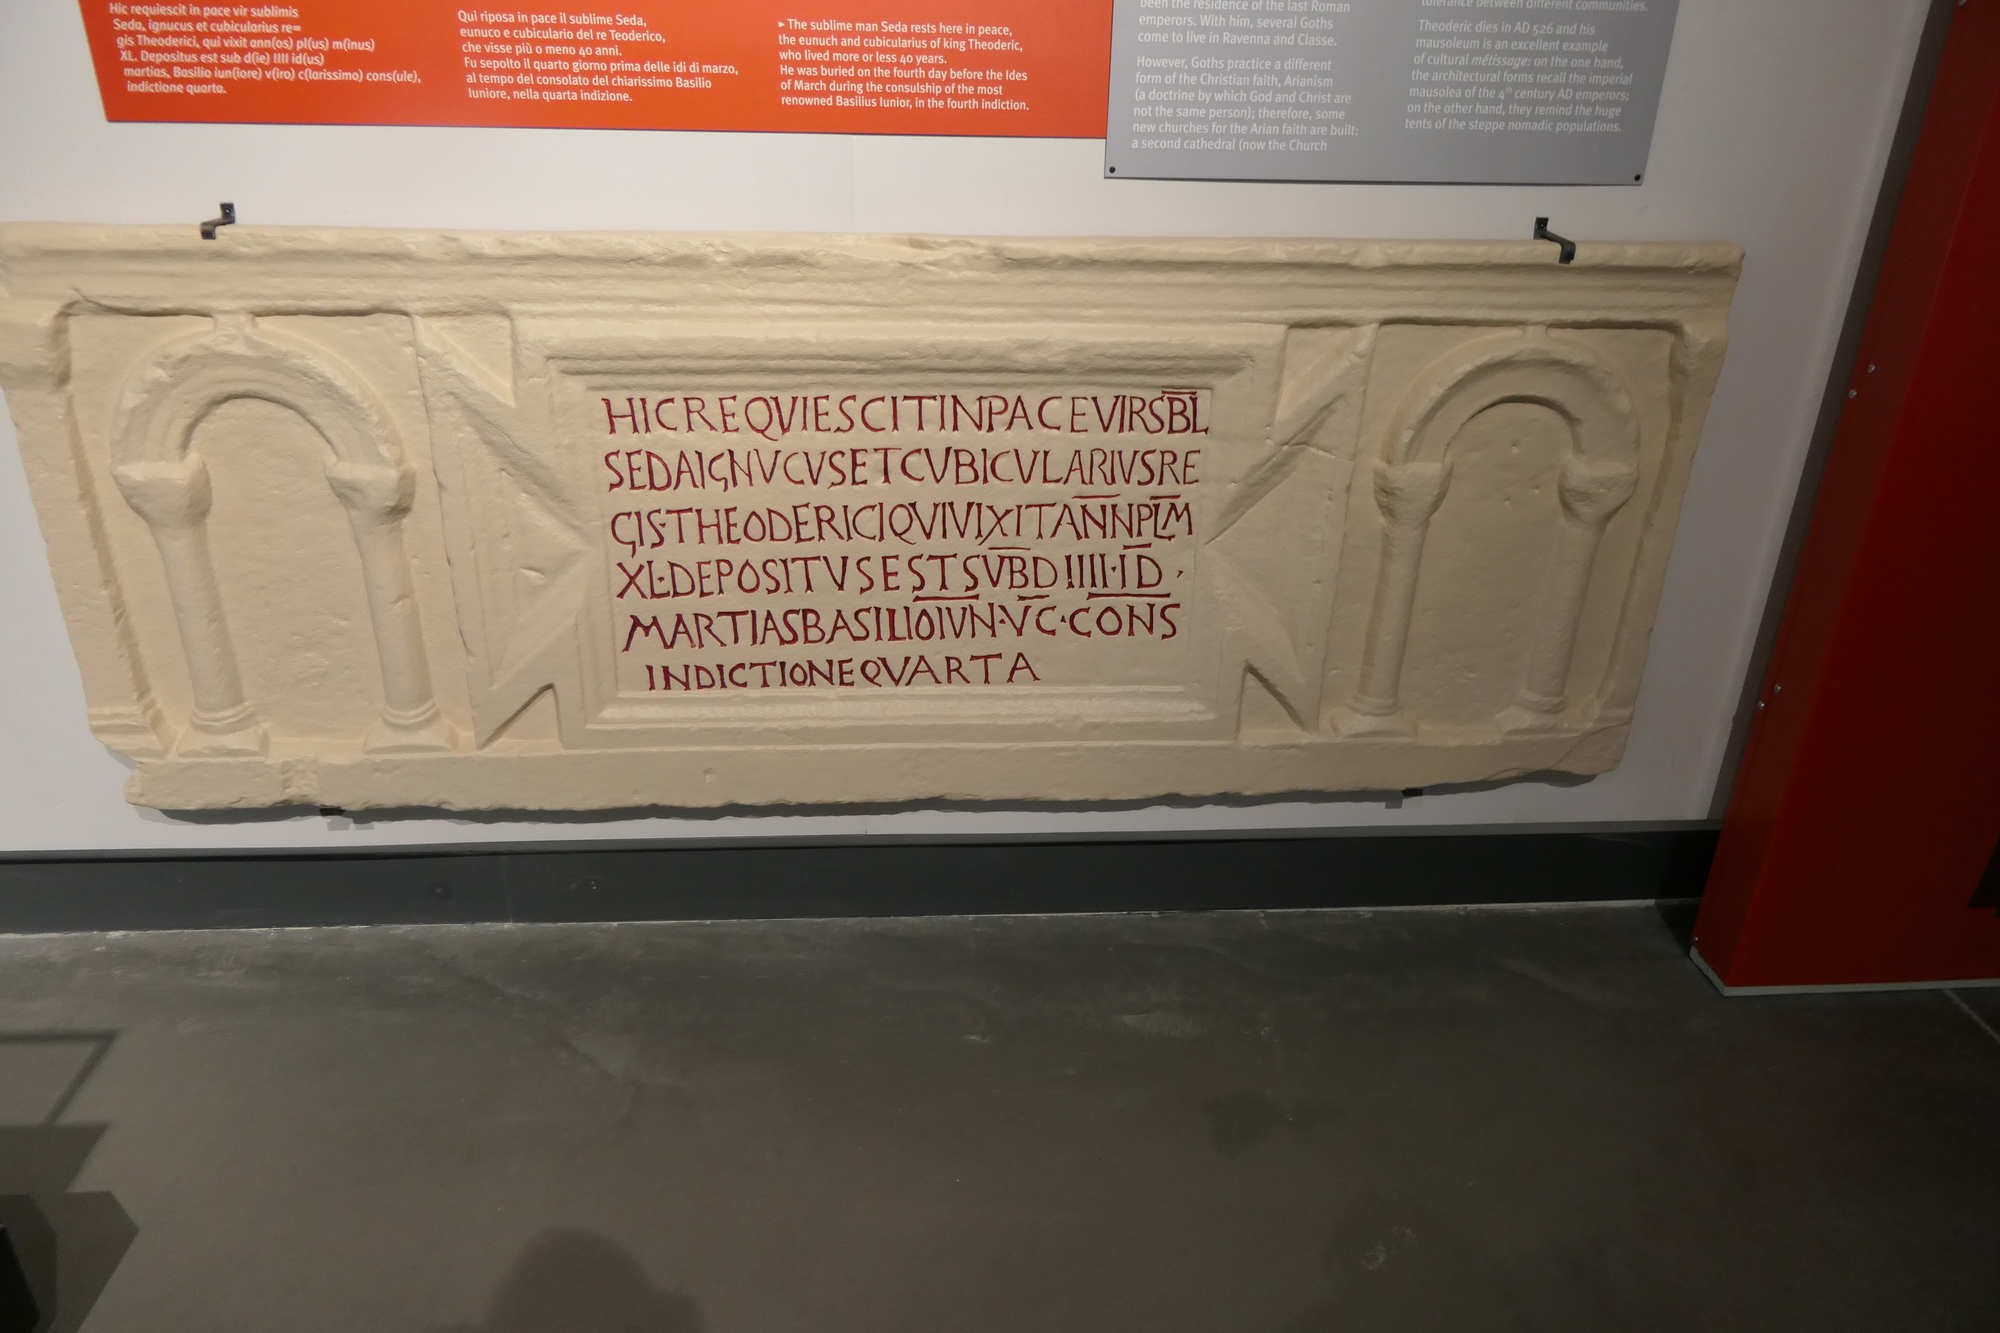 Hic requiescit in pace vir sublimis
Seda, ignucus et cubicularius re=
gis Theoderici, qui vixit ann(os) pl(us) m(inus)
XL. Depositus est sub d(ie) IIII id(us)
martias, Basilio iun(iore) v(iro) c(larissimo) cons(ule),
indictione quarta.
Qui riposa in pace il sublime Seda,
eunuco e cubiculario del re Teoderico,
che visse più o meno 40 anni.
Fu sepolto il quarto giorno prima delle idi di marzo,
al tempo del consolato del chiarissimo Basilio
Iuniore, nella quarta indizione.
▸ The sublime man Seda rests here in peace,
the eunuch and cubicularius of king Theoderic,
who lived more or less 40 years.
He was buried on the fourth day before the Ides
of March during the consulship of the most
renowned Basilius Iunior, in the fourth indiction.
been the residence of the last Roman
emperors. With him, several Goths
come to live in Ravenna and Classe.
However, Goths practice a different
form of the Christian faith, Arianism
(a doctrine by which God and Christ are
not the same person); therefore, some
new churches for the Arian faith are built:
a second cathedral (now the Church
tolerance between different communities.
Theoderic dies in AD 526 and his
mausoleum is an excellent example
of cultural métissage: on the one hand,
the architectural forms recall the imperial
mausolea of the 4th century AD emperors;
on the other hand, they remind the huge
tents of the steppe nomadic populations.
HICREQVIESCITINPACEVIRSBL
SEDAIGNVCVSETCVBICVLARIVSRE
GIS·THEODERICIQVIVIXITANNPLM
XL·DEPOSITVSESTSVBDIIII·ID·
MARTIASBASILIOIVN·VC·CONS
INDICTIONEQVARTA